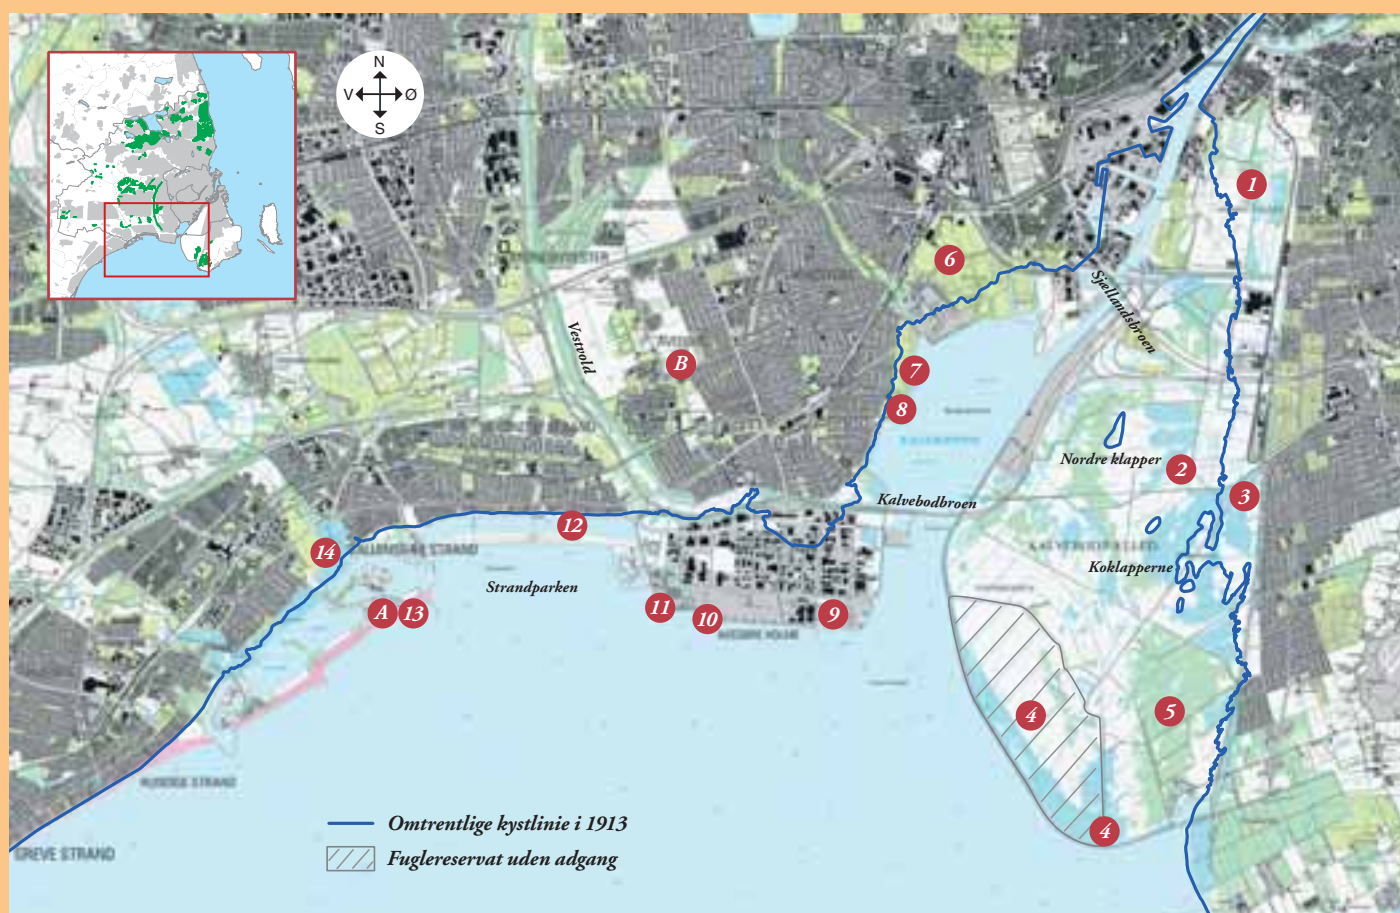 N
V Ø
S
1
6
Sjællandsbroen
Vestvold
B
7
8
Nordre klapper
2
3
Kalvebodbroen
12
14
Koklapperne
Strandparken
A 13
11
10
9
4
5
STRAND
GREVE STRAND
4
Omtrentlige kystlinie i 1913
Fuglereservat uden adgang